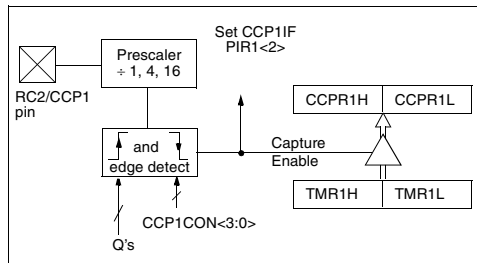 Set CCP1IF
PIR1<2>
Prescaler
÷ 1, 4, 16
RC2/CCP1
pin
CCPR1H CCPR1L
and
edge detect
Capture
Enable
TMR1H TMR1L
CCP1CON<3:0>
Q's